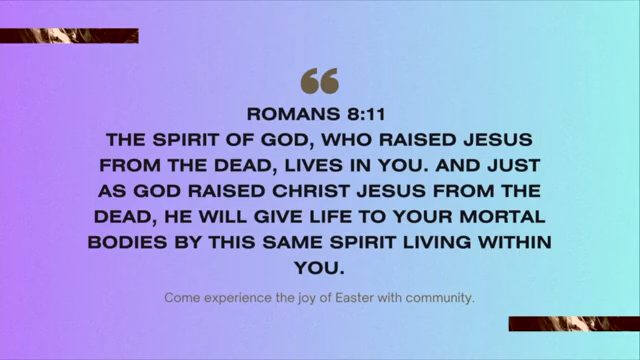 ROMANS 8:11
THE SPIRIT OF GOD, WHO RAISED JESUS
FROM THE DEAD, LIVES IN YOU. AND JUST
AS GOD RAISED CHRIST JESUS FROM THE
DEAD, HE WILL GIVE LIFE TO YOUR MORTAL
BODIES BY THIS SAME SPIRIT LIVING WITHIN
YOU.
Come experience the joy of Easter with community.